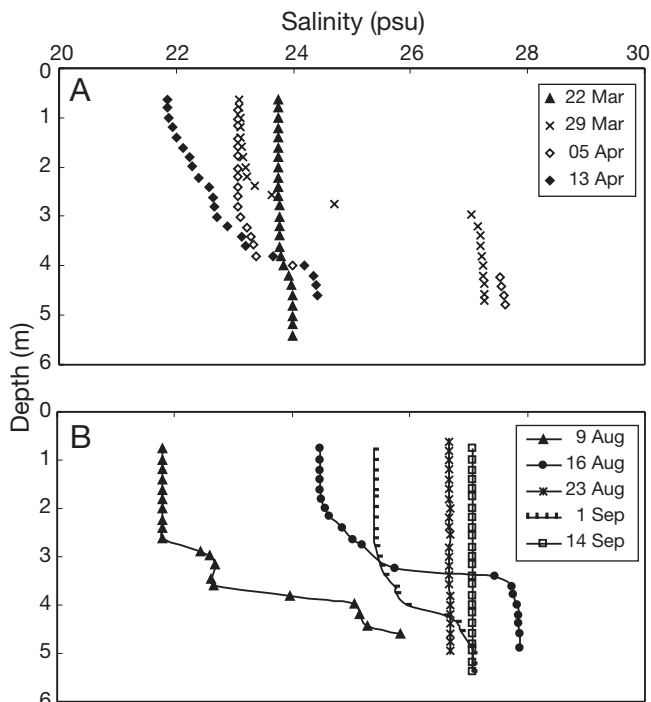 Salinity (psu)
20 22 24 26 28 30
0
A
1
2
3
4
5
6
22 Mar
29 Mar
05 Apr
13 Apr
Depth (m)
0
B
1
2
3
4
5
6
9 Aug
16 Aug
23 Aug
1 Sep
14 Sep